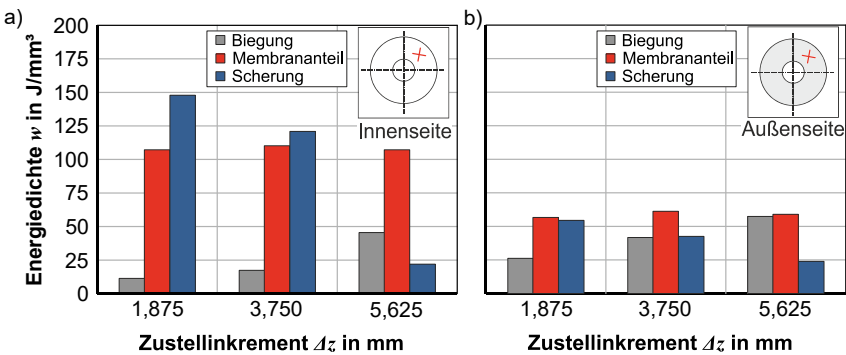 a)
Energiedichte w in J/mm³
200
175
150
125
100
75
50
25
0
Biegung
Membrananteil
Scherung
Innenseite
1,875 3,750 5,625
Zustellinkrement Δz in mm
b)
Biegung
Membrananteil
Scherung
Außenseite
1,875 3,750 5,625
Zustellinkrement Δz in mm